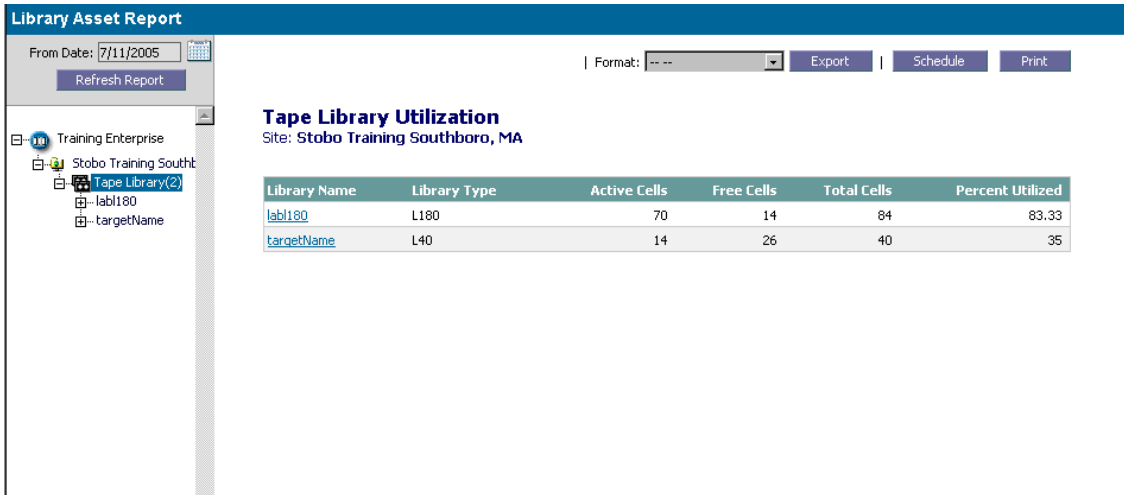 Library Asset Report
From Date: 7/11/2005
Refresh Report
| Format: -- -- Export | Schedule Print
Training Enterprise
Stobo Training Southb
Tape Library(2)
labl180
targetName
Tape Library Utilization
Site: Stobo Training Southboro, MA
Library Name Library Type Active Cells Free Cells Total Cells Percent Utilized
labl180 L180 70 14 84 83.33
targetName L40 14 26 40 35